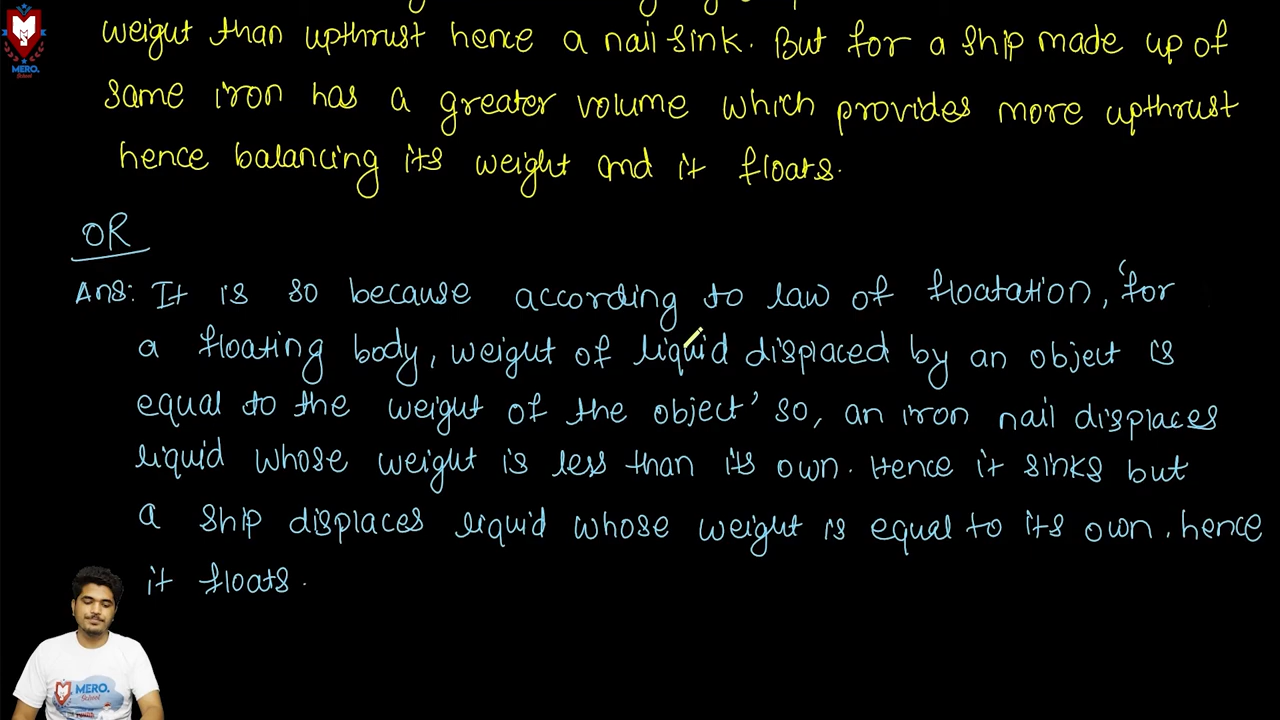 weight than upthrust hence a nail sink. But for a ship made up of
same iron has a greater volume which provides more upthrust
hence balancing its weight and it floats.
OR
Ans: It is so because according to law of floatation, 'for
a floating body, weight of liquid displaced by an object is
equal to the weight of the object' so, an iron nail displaces
liquid whose weight is less than its own. Hence it sinks but
a ship displaces liquid whose weight is equal to its own. hence
it floats.
MERO.
School
MERO.
School